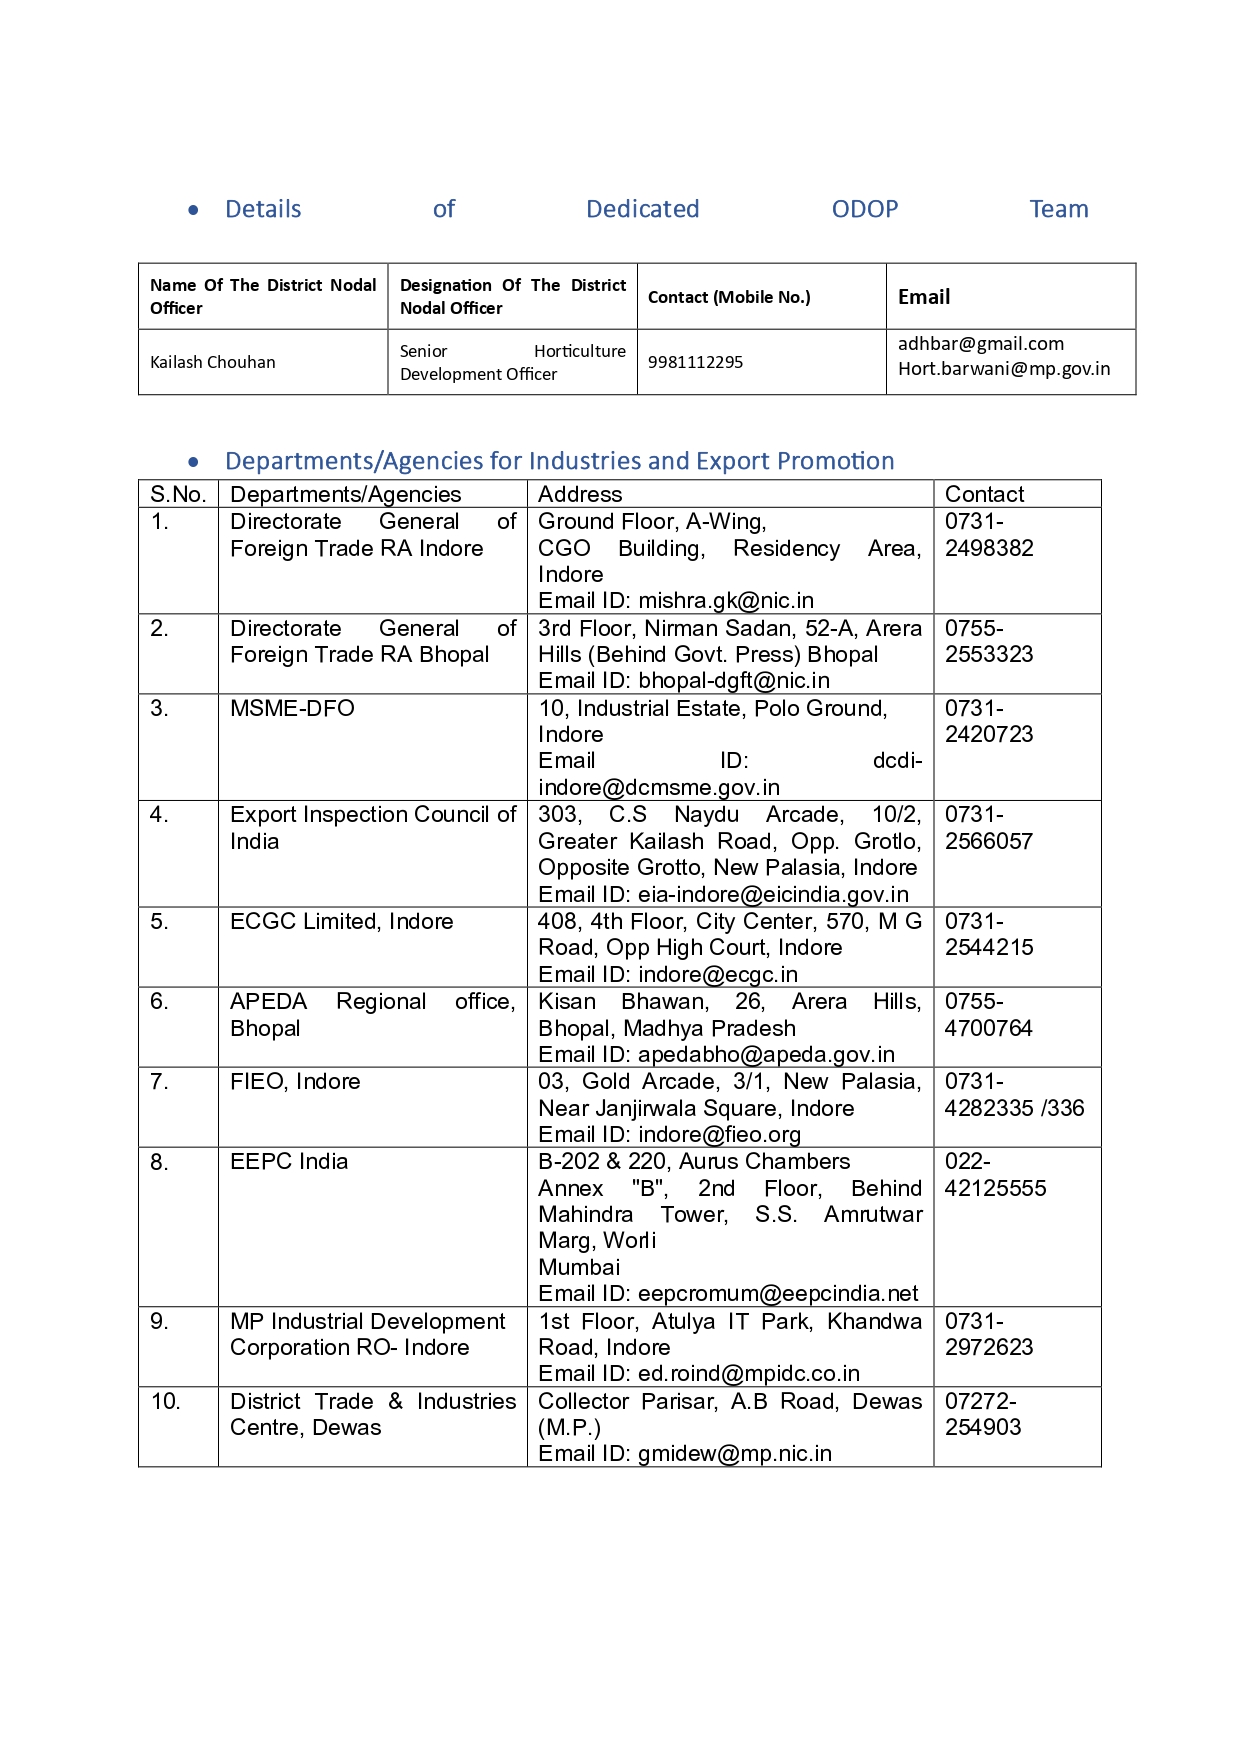 • Details of Dedicated ODOP Team
Name Of The District Nodal Officer
Designation Of The District Nodal Officer
Contact (Mobile No.)
Email
Kailash Chouhan
Senior Horticulture Development Officer
9981112295
adhbar@gmail.com
Hort.barwani@mp.gov.in
• Departments/Agencies for Industries and Export Promotion
S.No. Departments/Agencies Address Contact
1. Directorate General of Ground Floor, A-Wing, 0731-
Foreign Trade RA Indore CGO Building, Residency Area, 2498382
Indore
Email ID: mishra.gk@nic.in
2. Directorate General of 3rd Floor, Nirman Sadan, 52-A, Arera 0755-
Foreign Trade RA Bhopal Hills (Behind Govt. Press) Bhopal 2553323
Email ID: bhopal-dgft@nic.in
3. MSME-DFO 10, Industrial Estate, Polo Ground, 0731-
Indore 2420723
Email ID: dcdi-
indore@dcmsme.gov.in
4. Export Inspection Council of 303, C.S Naydu Arcade, 10/2, 0731-
India Greater Kailash Road, Opp. Grotlo, 2566057
Opposite Grotto, New Palasia, Indore
Email ID: eia-indore@eicindia.gov.in
5. ECGC Limited, Indore 408, 4th Floor, City Center, 570, M G 0731-
Road, Opp High Court, Indore 2544215
Email ID: indore@ecgc.in
6. APEDA Regional office, Kisan Bhawan, 26, Arera Hills, 0755-
Bhopal Bhopal, Madhya Pradesh 4700764
Email ID: apedabho@apeda.gov.in
7. FIEO, Indore 03, Gold Arcade, 3/1, New Palasia, 0731-
Near Janjirwala Square, Indore 4282335 /336
Email ID: indore@fieo.org
8. EEPC India B-202 & 220, Aurus Chambers 022-
Annex "B", 2nd Floor, Behind 42125555
Mahindra Tower, S.S. Amrutwar
Marg, Worli
Mumbai
Email ID: eepcromum@eepcindia.net
9. MP Industrial Development 1st Floor, Atulya IT Park, Khandwa 0731-
Corporation RO- Indore Road, Indore 2972623
Email ID: ed.roind@mpidc.co.in
10. District Trade & Industries Collector Parisar, A.B Road, Dewas 07272-
Centre, Dewas (M.P.) 254903
Email ID: gmidew@mp.nic.in